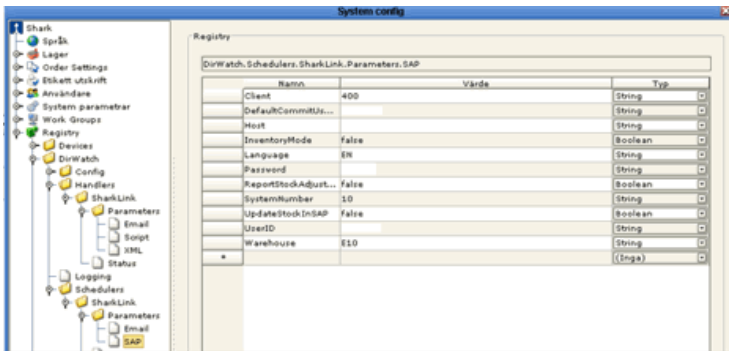 System config
Shark
Språk
Lager
Order Settings
Etikett utskrift
Användare
System parametrar
Work Groups
Registry
Devices
DirWatch
Config
Handlers
SharkLink
Parameters
Email
Script
XML
Status
Logging
Schedulers
SharkLink
Parameters
Email
SAP
Registry
DirWatch.Schedulers.SharkLink.Parameters.SAP
Namn Värde Typ
Client 400 String
DefaultCommitUs... String
Host String
InventoryMode false Boolean
Language EN String
Password String
ReportStockAdjust... false Boolean
SystemNumber 10 String
UpdateStockInSAP false Boolean
UserID String
Warehouse E10 String
* (Inga)